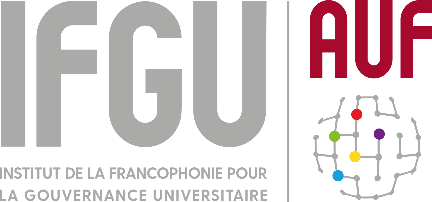 IFGU
INSTITUT DE LA FRANCOPHONIE POUR
LA GOUVERNANCE UNIVERSITAIRE
AUF